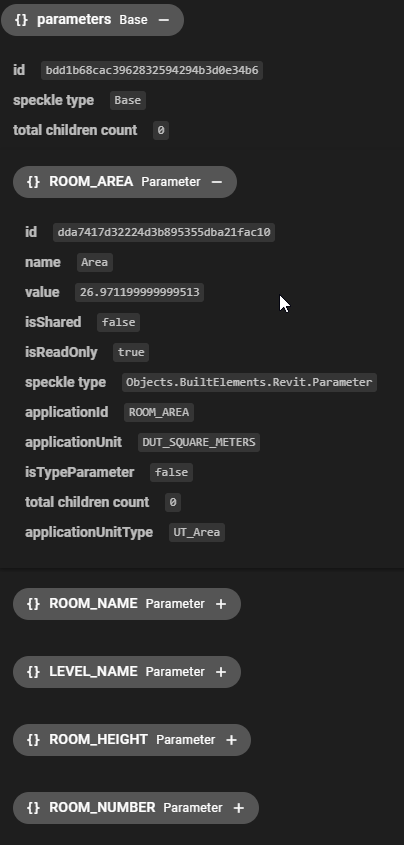 {} parameters Base −
id bdd1b68cac3962832594294b3d0e34b6
speckle type Base
total children count 0
{} ROOM_AREA Parameter −
id dda7417d32224d3b895355dba21fac10
name Area
value 26.971199999999513
isShared false
isReadOnly true
speckle type Objects.BuiltElements.Revit.Parameter
applicationId ROOM_AREA
applicationUnit DUT_SQUARE_METERS
isTypeParameter false
total children count 0
applicationUnitType UT_Area
{} ROOM_NAME Parameter +
{} LEVEL_NAME Parameter +
{} ROOM_HEIGHT Parameter +
{} ROOM_NUMBER Parameter +